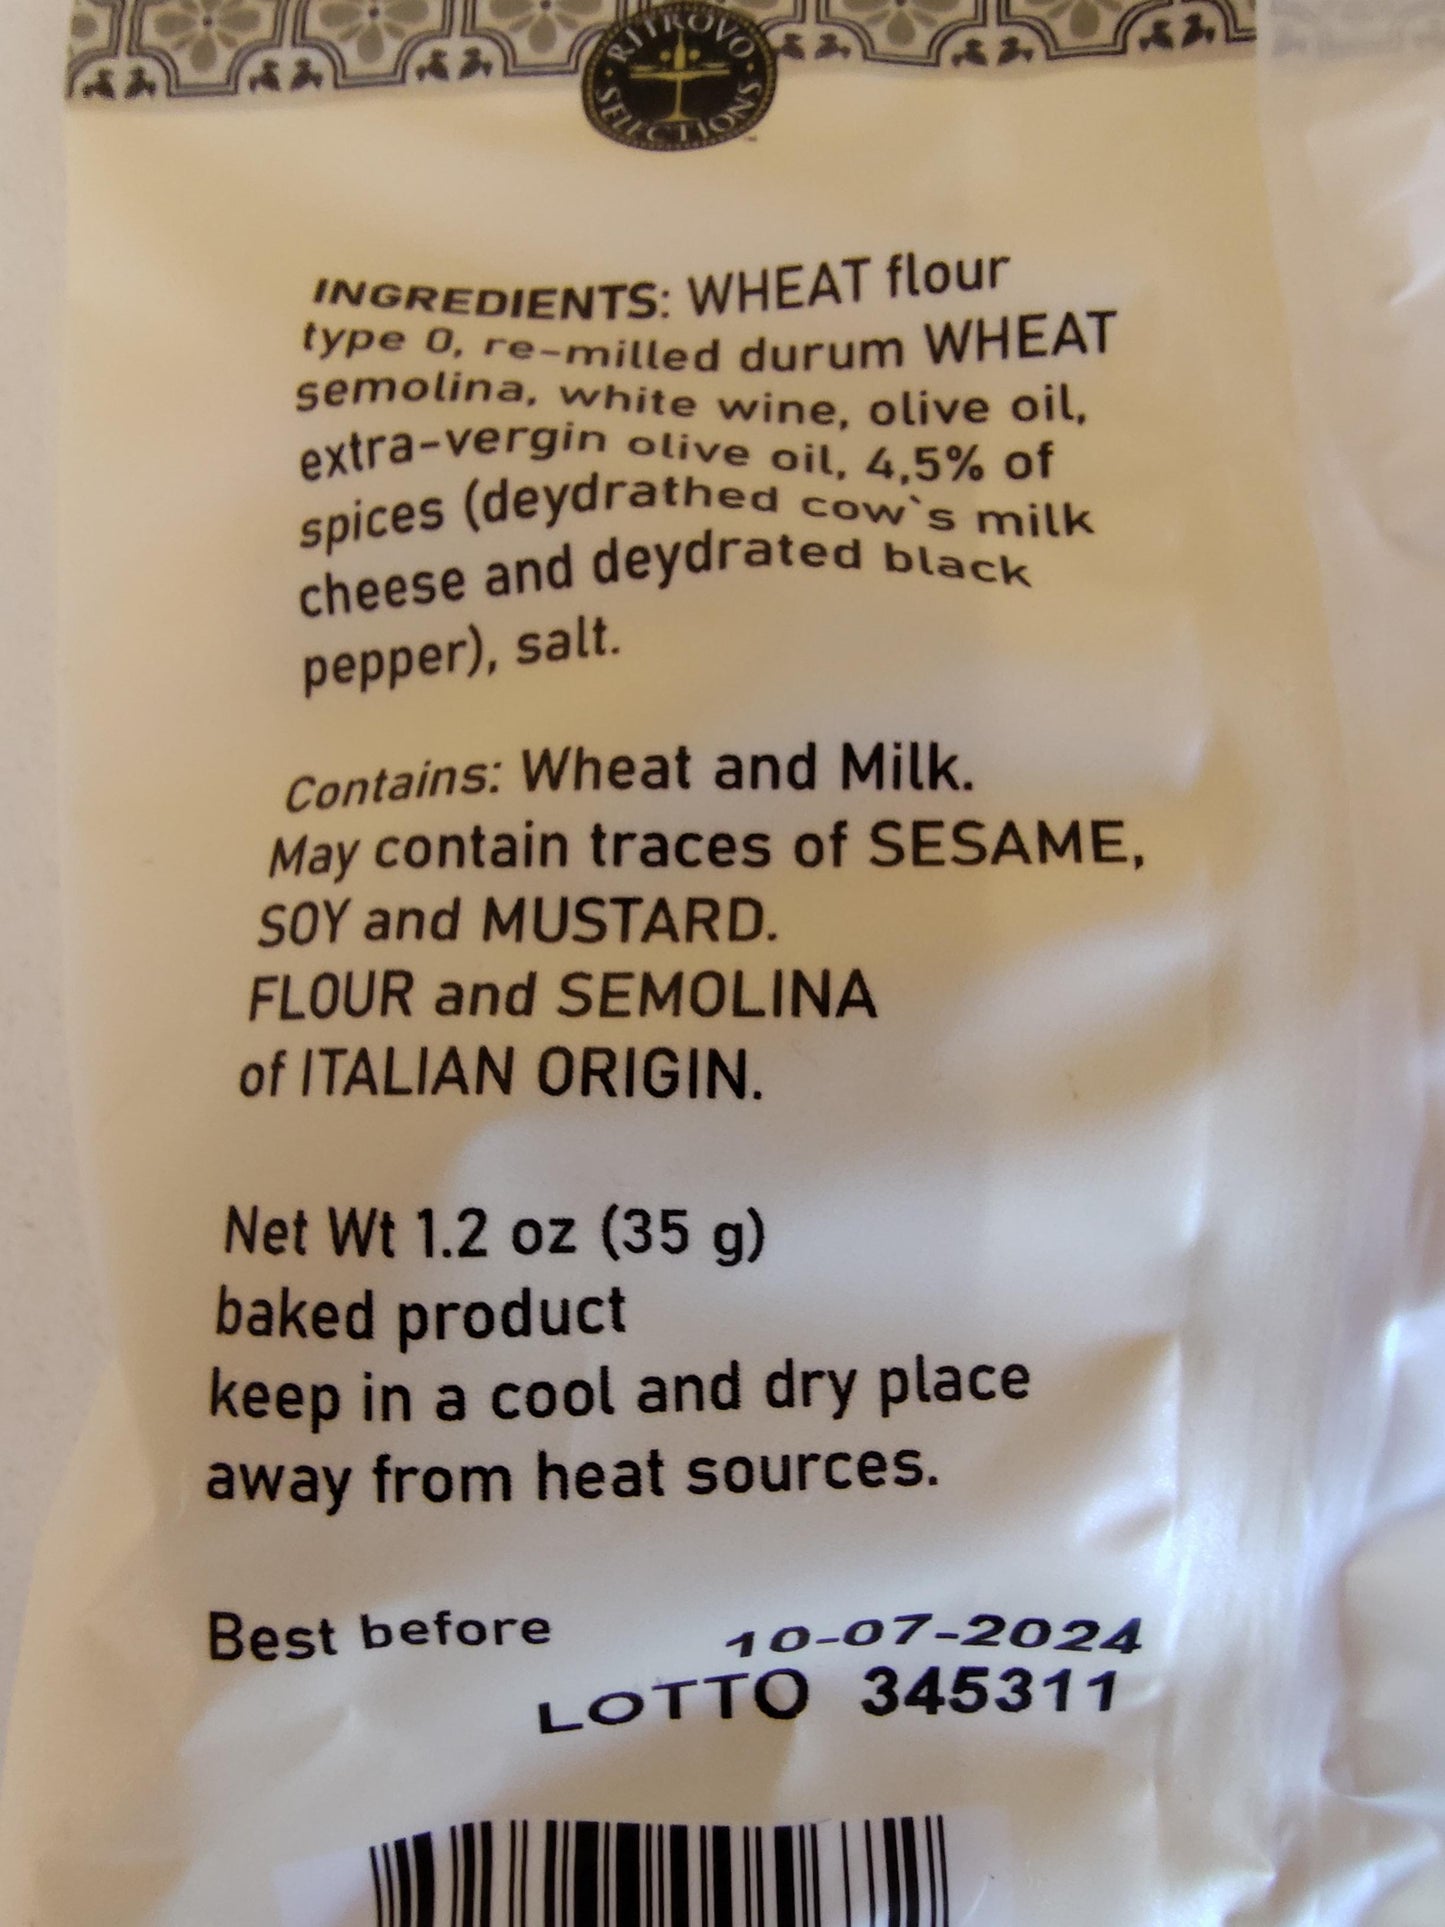 RITROVO
SELECTIONS
INGREDIENTS: WHEAT flour
type 0, re-milled durum WHEAT
semolina, white wine, olive oil,
extra-vergin olive oil, 4,5% of
spices (deydrathed cow`s milk
cheese and deydrated black
pepper), salt.
Contains: Wheat and Milk.
May contain traces of SESAME,
SOY and MUSTARD.
FLOUR and SEMOLINA
of ITALIAN ORIGIN.
Net Wt 1.2 oz (35 g)
baked product
keep in a cool and dry place
away from heat sources.
Best before 10-07-2024
LOTTO 345311